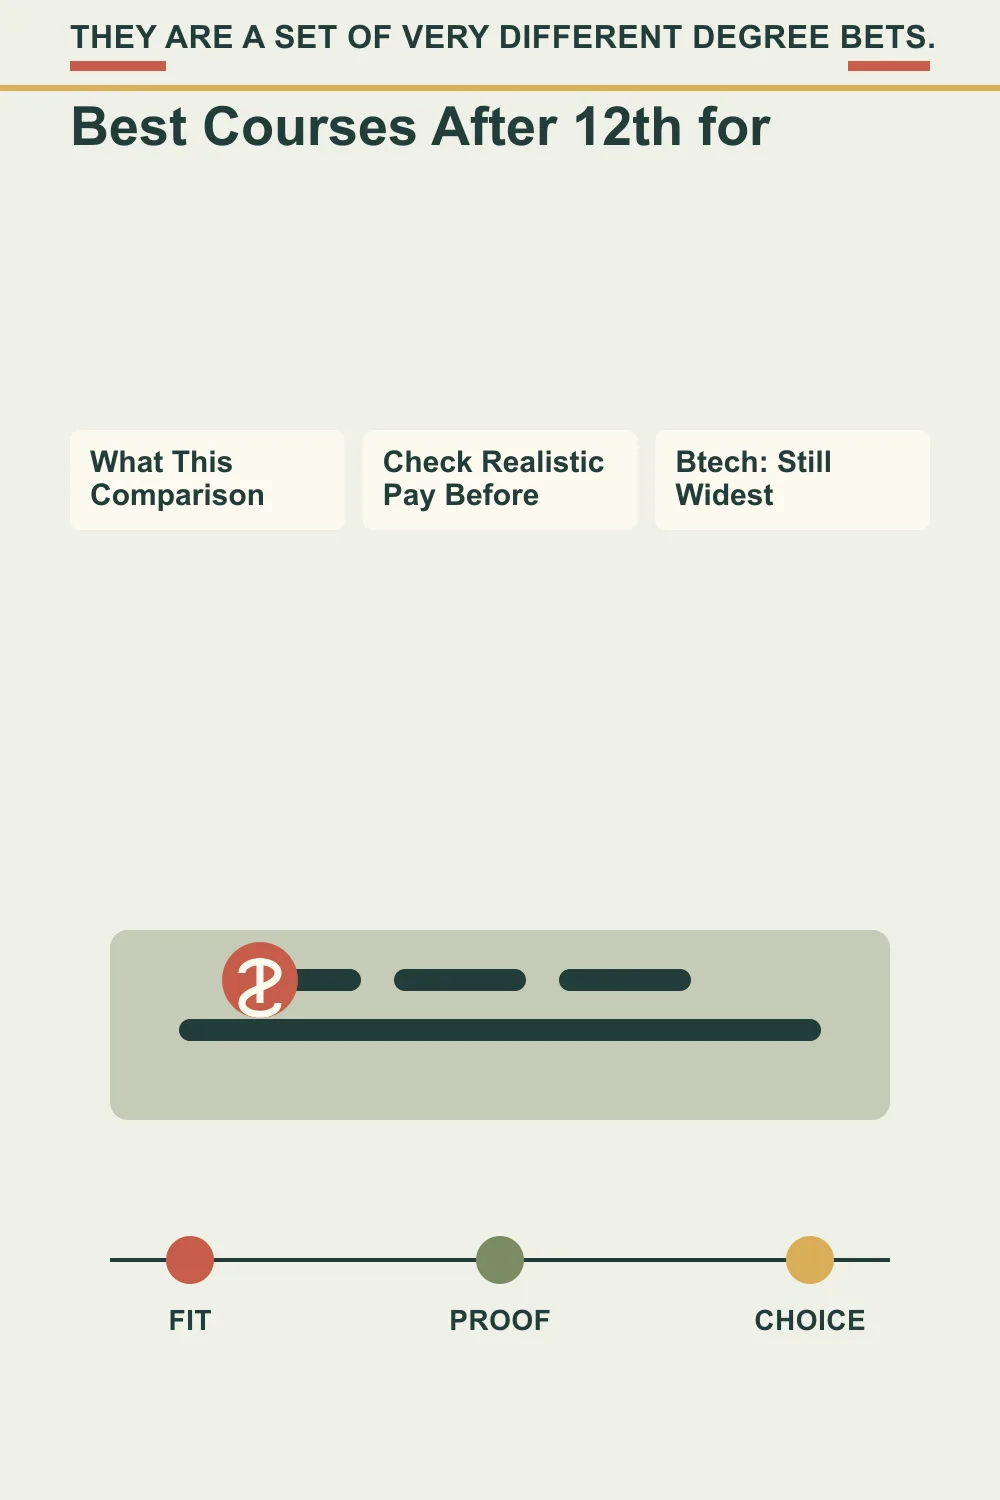 THEY ARE A SET OF VERY DIFFERENT DEGREE BETS.
Best Courses After 12th for
What This
Comparison
Check Realistic
Pay Before
Btech: Still
Widest
FIT
PROOF
CHOICE